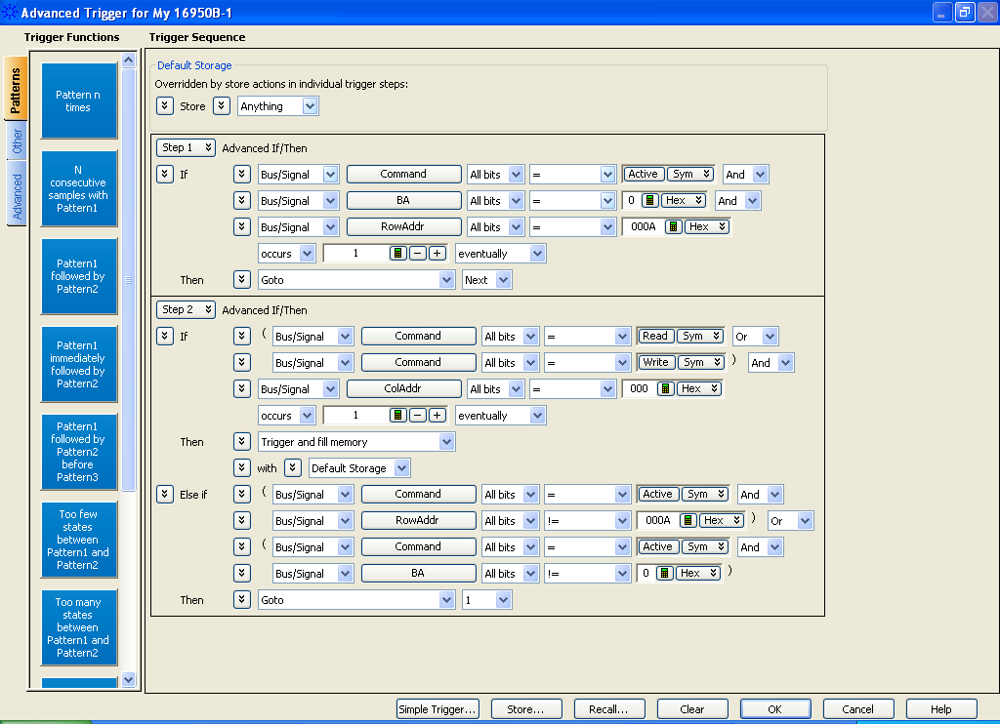 Advanced Trigger for My 16950B-1
Trigger Functions Trigger Sequence
Patterns
Other
Advanced
Pattern n
times
N
consecutive
samples with
Pattern1
Pattern1
followed by
Pattern2
Pattern1
immediately
followed by
Pattern2
Pattern1
followed by
Pattern2
before
Pattern3
Too few
states
between
Pattern1 and
Pattern2
Too many
states
between
Pattern1 and
Pattern2
Default Storage
Overridden by store actions in individual trigger steps:
Store Anything
Step 1 Advanced If/Then
If Bus/Signal Command All bits = Active Sym And
Bus/Signal BA All bits = 0 Hex And
Bus/Signal RowAddr All bits = 000A Hex
occurs 1 − + eventually
Then Goto Next
Step 2 Advanced If/Then
If ( Bus/Signal Command All bits = Read Sym Or
Bus/Signal Command All bits = Write Sym ) And
Bus/Signal ColAddr All bits = 000 Hex
occurs 1 − + eventually
Then Trigger and fill memory
with Default Storage
Else if ( Bus/Signal Command All bits = Active Sym And
Bus/Signal RowAddr All bits != 000A Hex ) Or
( Bus/Signal Command All bits = Active Sym And
Bus/Signal BA All bits != 0 Hex )
Then Goto 1
Simple Trigger... Store... Recall... Clear OK Cancel Help